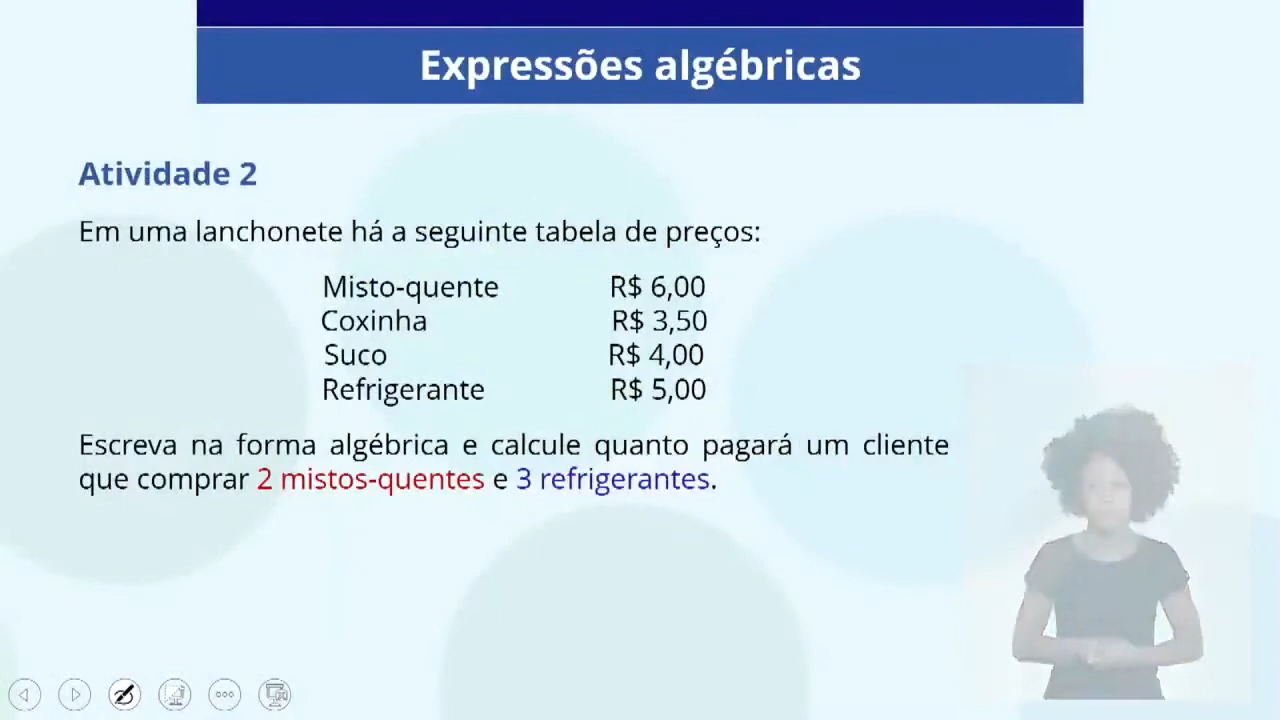 Expressões algébricas
Atividade 2
Em uma lanchonete há a seguinte tabela de preços:
Misto-quente R$ 6,00
Coxinha R$ 3,50
Suco R$ 4,00
Refrigerante R$ 5,00
Escreva na forma algébrica e calcule quanto pagará um cliente
que comprar 2 mistos-quentes e 3 refrigerantes.